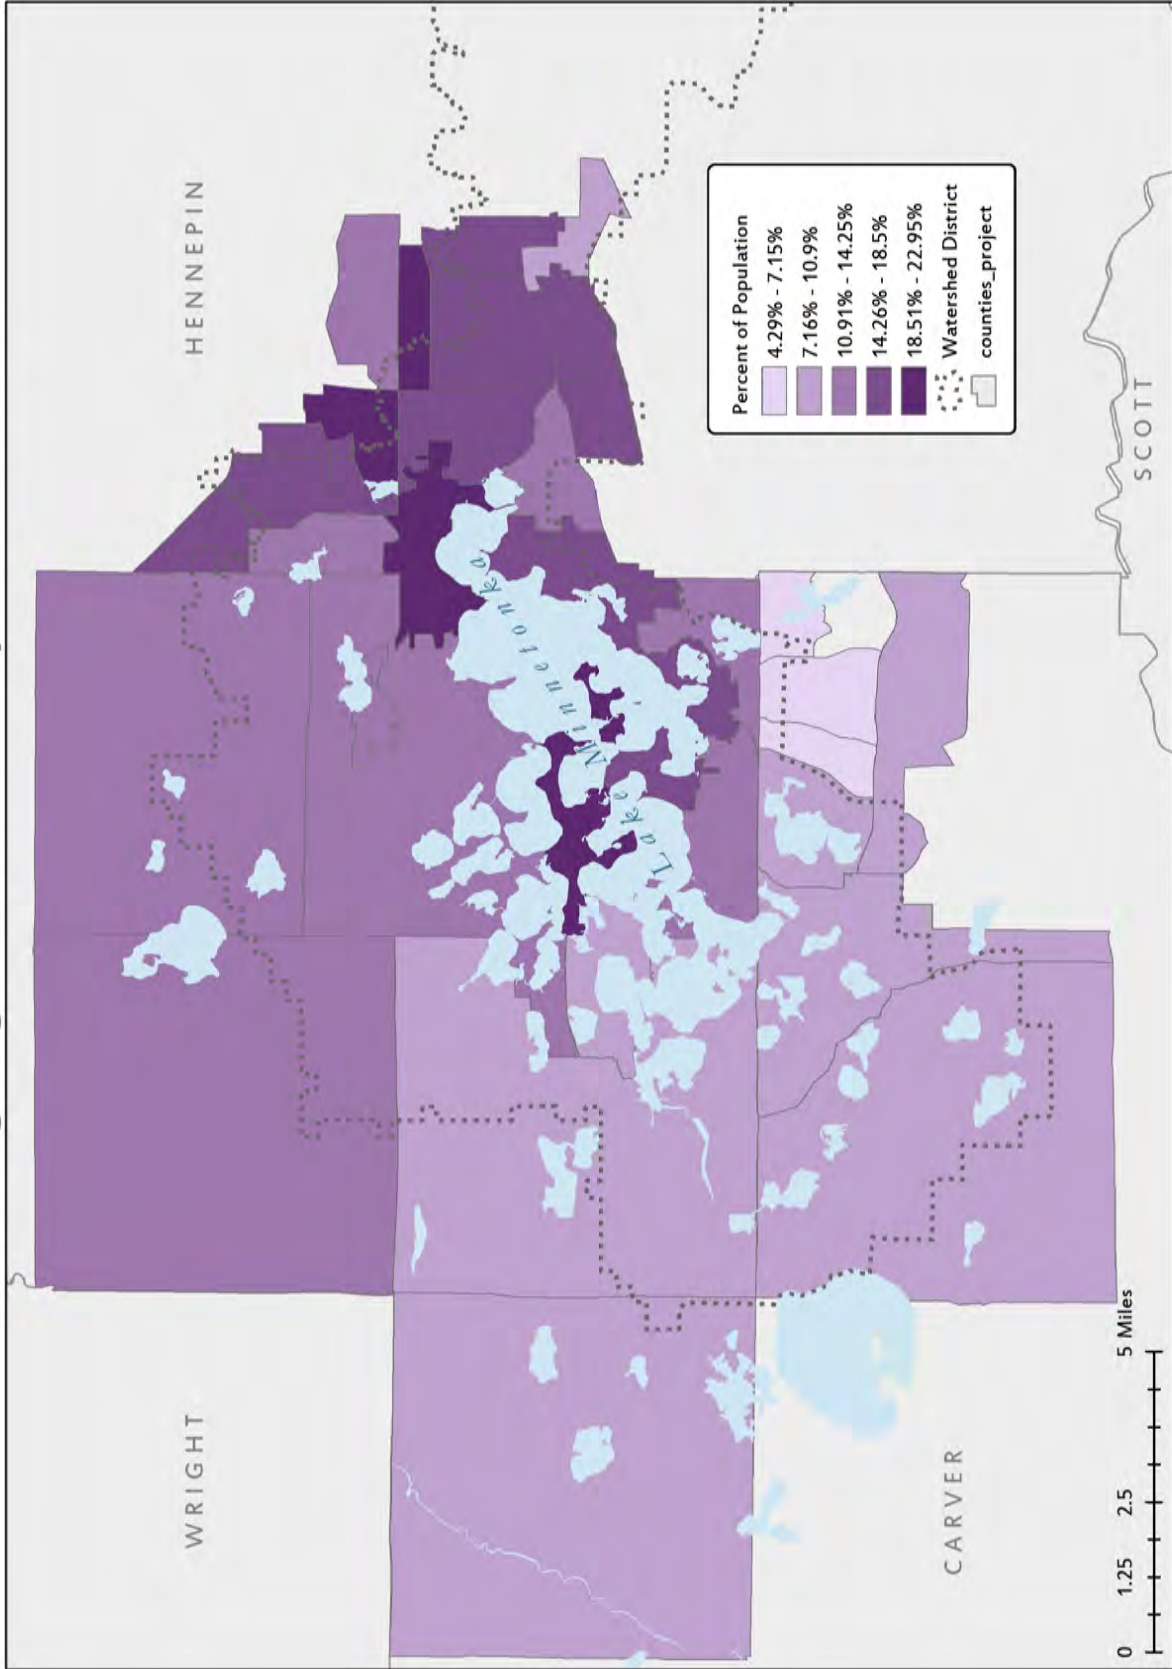 HENNEPIN
WRIGHT
Lake Minnetonka
Percent of Population
4.29% - 7.15%
7.16% - 10.9%
10.91% - 14.25%
14.26% - 18.5%
18.51% - 22.95%
Watershed District
counties_project
CARVER
SCOTT
0 1.25 2.5 5 Miles